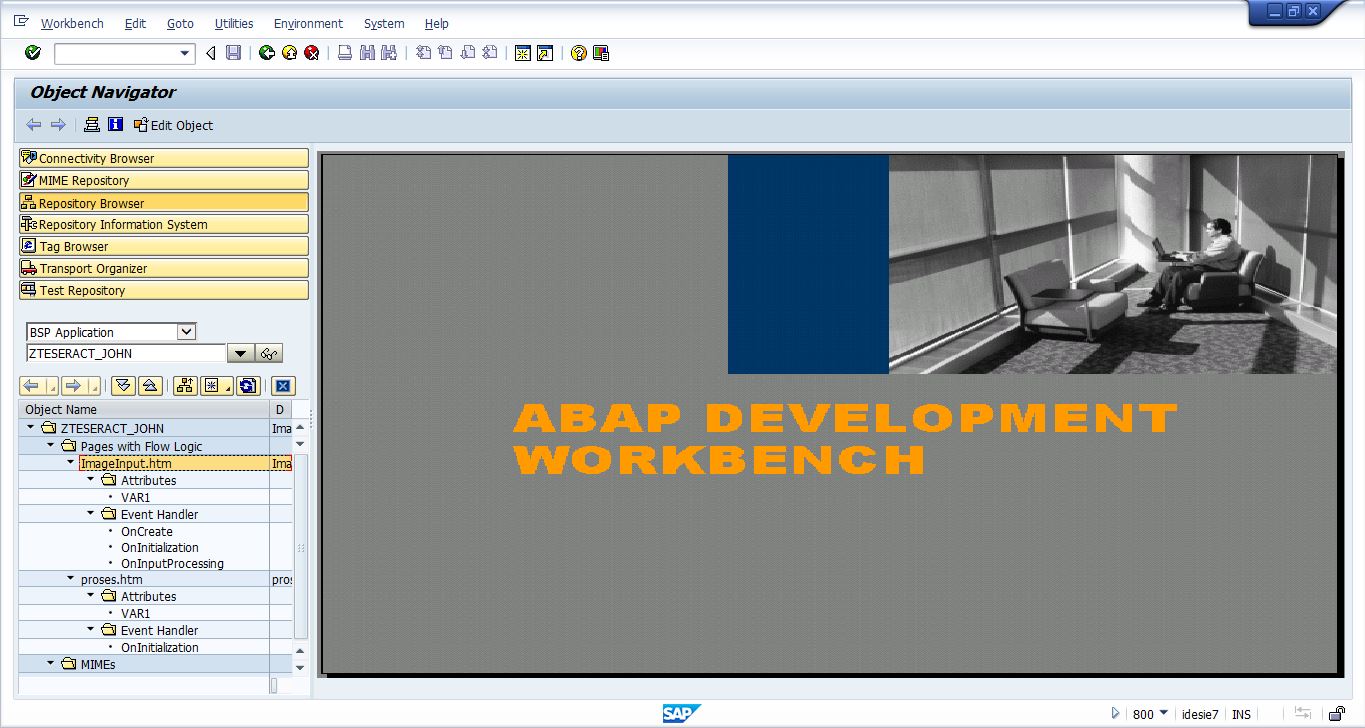 Workbench Edit Goto Utilities Environment System Help
Object Navigator
Edit Object
Connectivity Browser
MIME Repository
Repository Browser
Repository Information System
Tag Browser
Transport Organizer
Test Repository
BSP Application
ZTESERACT_JOHN
Object Name D
ZTESERACT_JOHN Ima
Pages with Flow Logic
ImageInput.htm Ima
Attributes
VAR1
Event Handler
OnCreate
OnInitialization
OnInputProcessing
proses.htm pros
Attributes
VAR1
Event Handler
OnInitialization
MIMEs
ABAP DEVELOPMENT
WORKBENCH
SAP
800 idesie7 INS